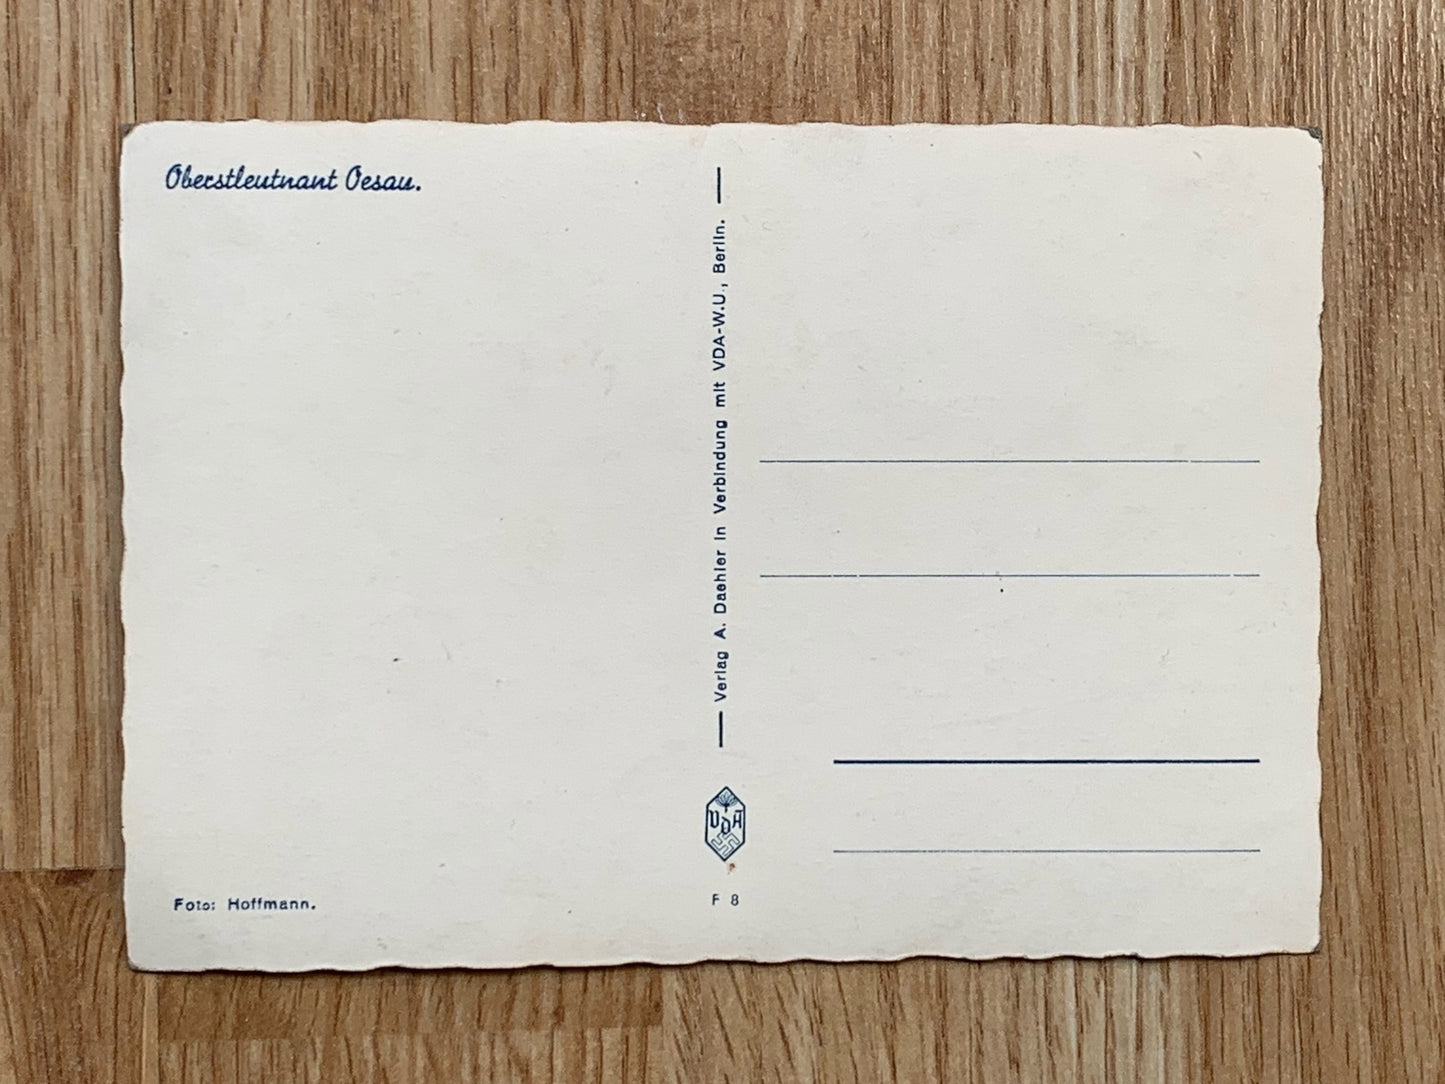 Oberstleutnant Oesau.
Verlag A. Daehler in Verbindung mit VDA-W.U., Berlin.
VDA
Foto: Hoffmann.
F 8